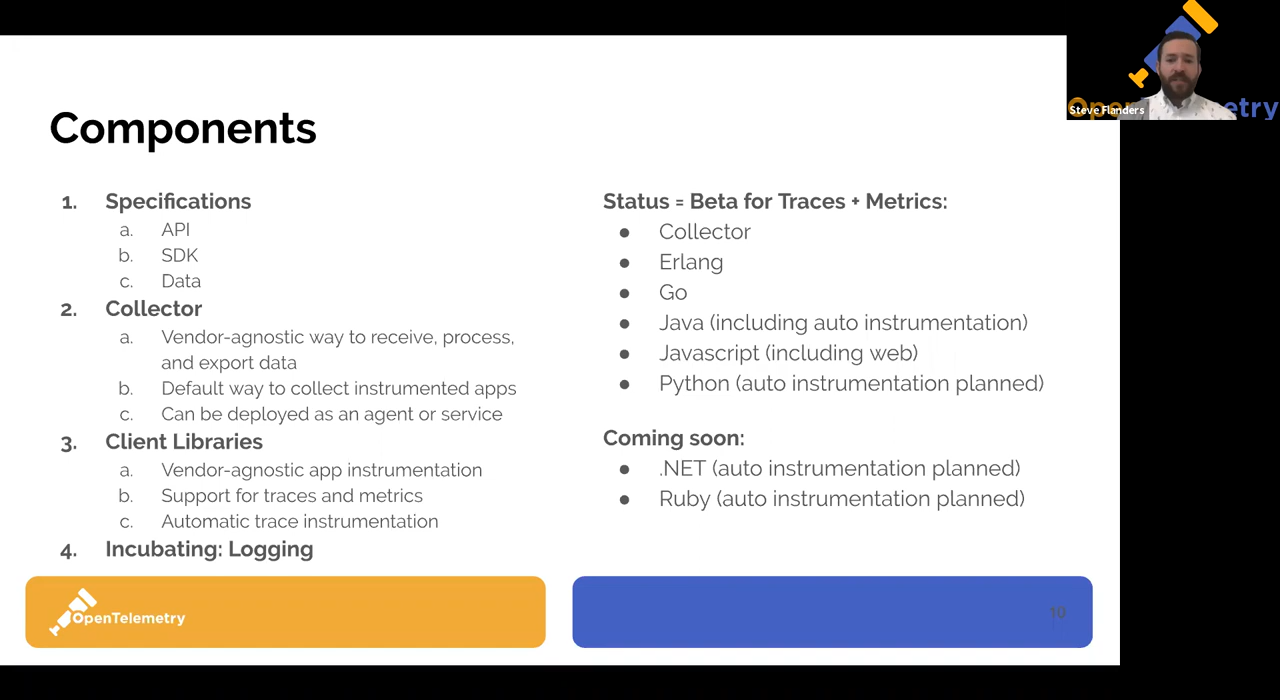 Components
1. Specifications
a. API
b. SDK
c. Data
2. Collector
a. Vendor-agnostic way to receive, process,
and export data
b. Default way to collect instrumented apps
c. Can be deployed as an agent or service
3. Client Libraries
a. Vendor-agnostic app instrumentation
b. Support for traces and metrics
c. Automatic trace instrumentation
4. Incubating: Logging
Status = Beta for Traces + Metrics:
● Collector
● Erlang
● Go
● Java (including auto instrumentation)
● Javascript (including web)
● Python (auto instrumentation planned)
Coming soon:
● .NET (auto instrumentation planned)
● Ruby (auto instrumentation planned)
OpenTelemetry
10
Steve Flanders